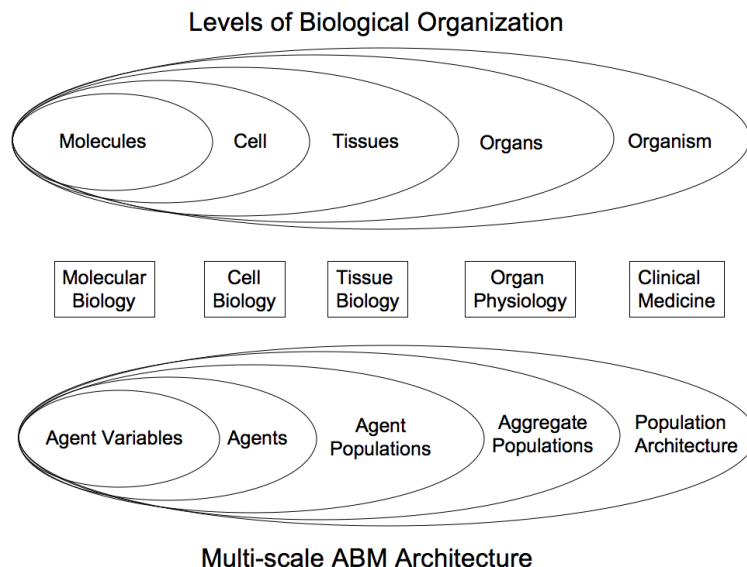 Levels of Biological Organization
Molecules
Cell
Tissues
Organs
Organism
Molecular
Biology
Cell
Biology
Tissue
Biology
Organ
Physiology
Clinical
Medicine
Agent Variables
Agents
Agent
Populations
Aggregate
Populations
Population
Architecture
Multi-scale ABM Architecture